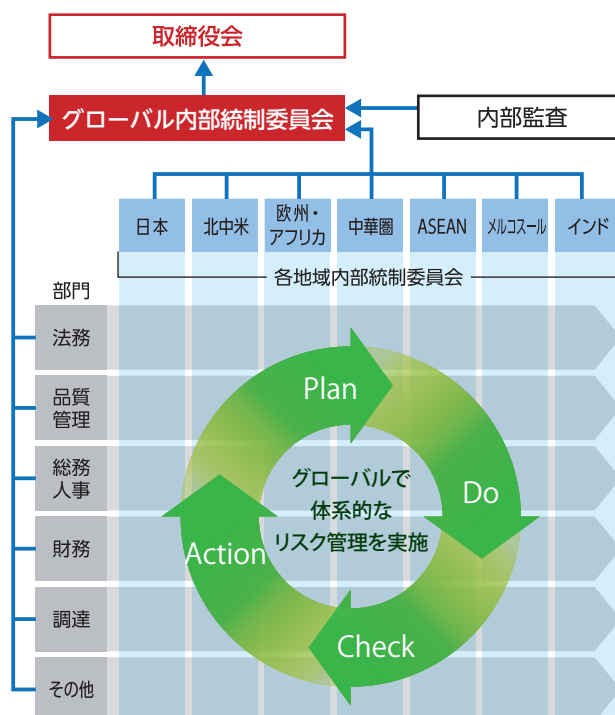 取締役会
グローバル内部統制委員会
内部監査
日本
北中米
欧州・
アフリカ
中華圏
ASEAN
メルコスール
インド
各地域内部統制委員会
部門
法務
品質
管理
総務
人事
財務
調達
その他
Plan
Do
Check
Action
グローバルで
体系的な
リスク管理を実施